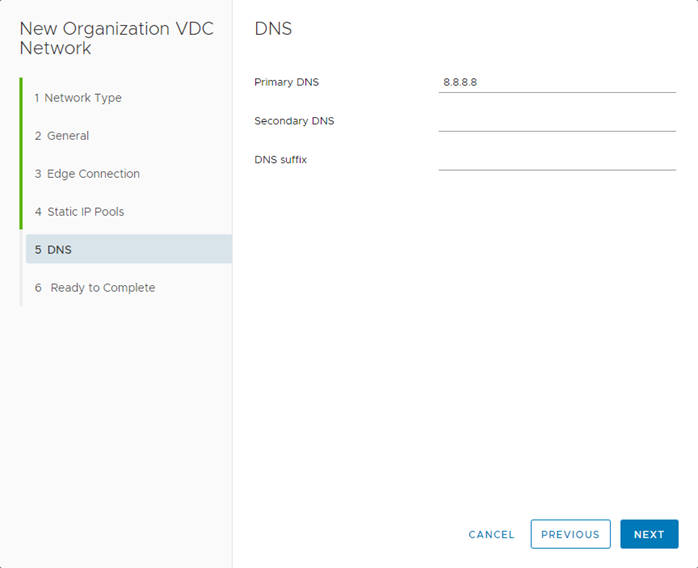 New Organization VDC
Network
1 Network Type
2 General
3 Edge Connection
4 Static IP Pools
5 DNS
6 Ready to Complete
DNS
Primary DNS 8.8.8.8
Secondary DNS
DNS suffix
CANCEL PREVIOUS NEXT